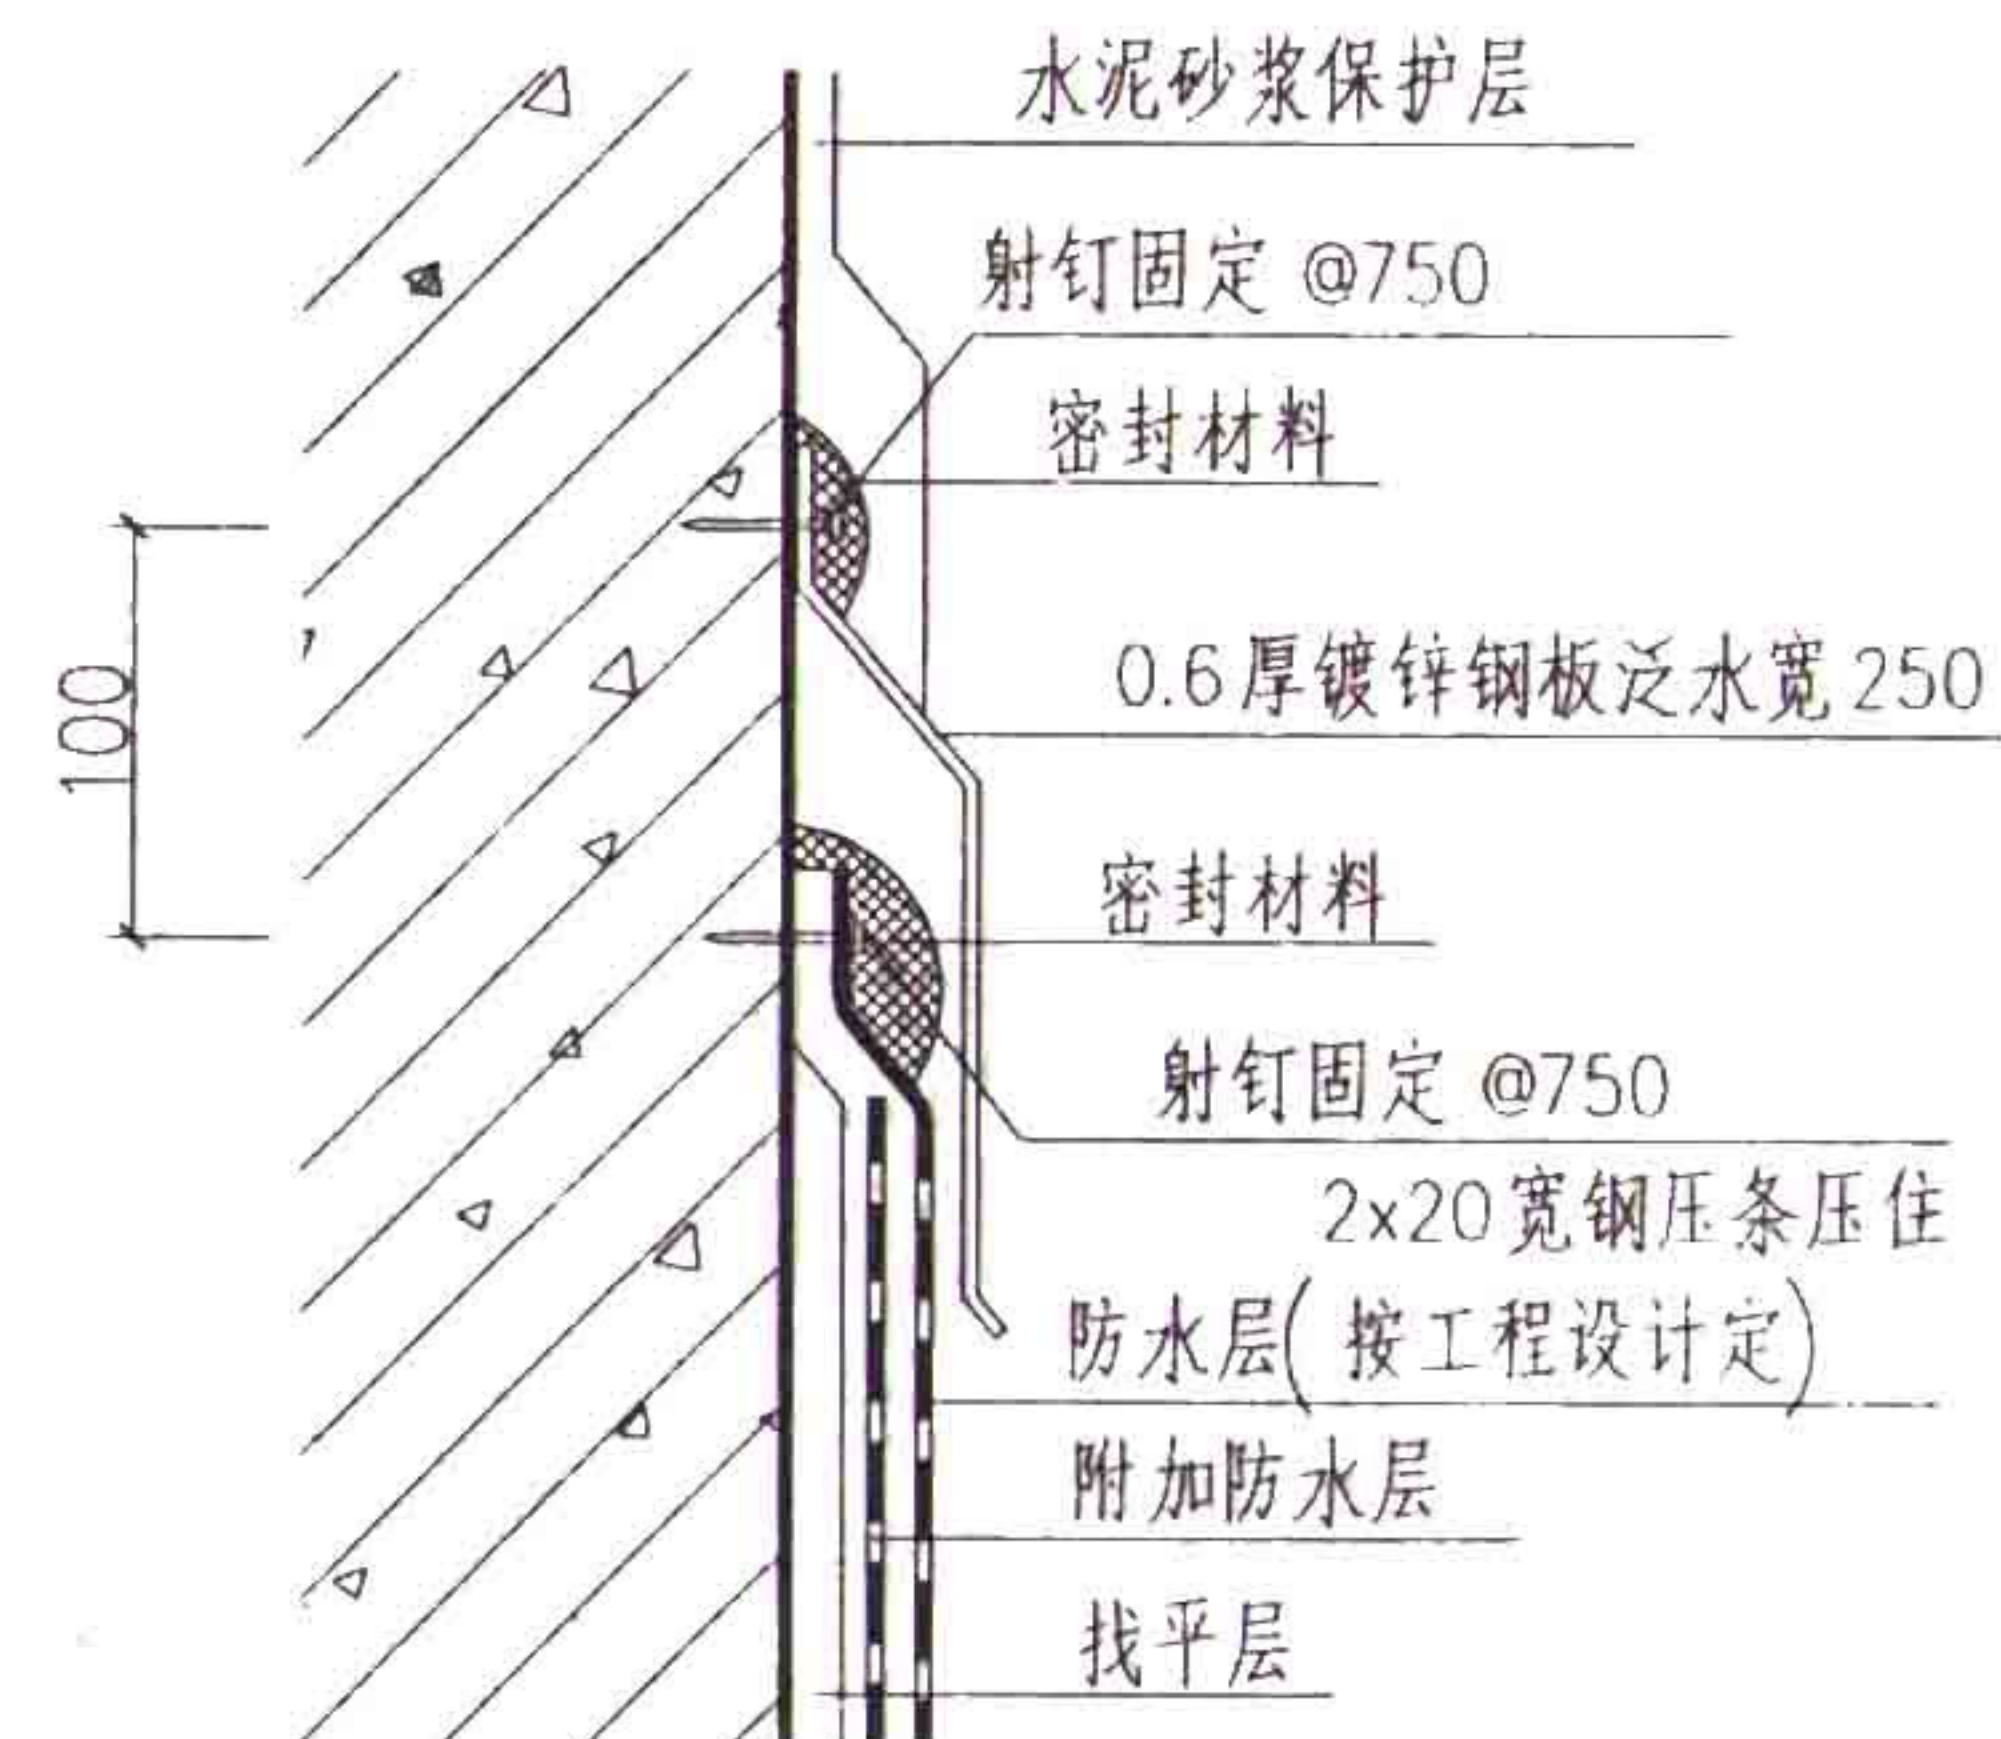 水泥砂浆保护层
射钉固定 @750
密封材料
0.6厚镀锌钢板泛水宽250
100
密封材料
射钉固定 @750
2x20宽钢压条压住
防水层(按工程设计定)
附加防水层
找平层